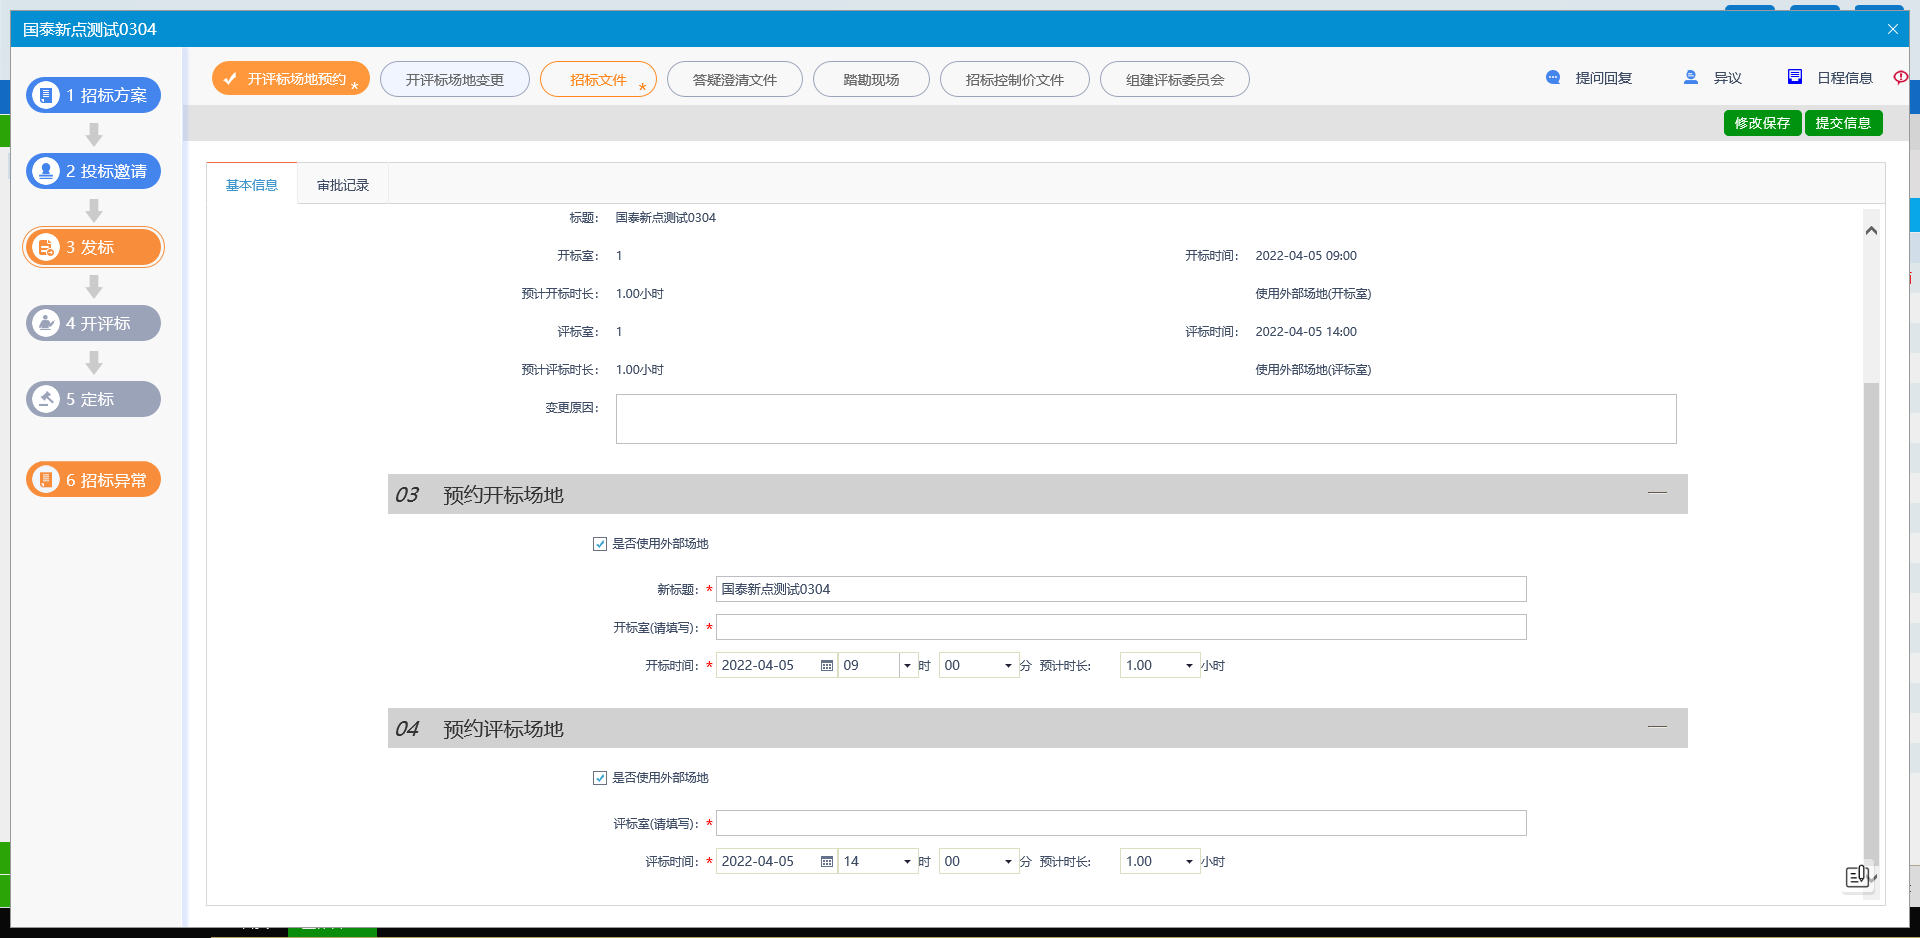 国泰新点测试0304
1 招标方案
2 投标邀请
3 发标
4 开评标
5 定标
6 招标异常
开评标场地预约 *
开评标场地变更
招标文件 *
答疑澄清文件
踏勘现场
招标控制价文件
组建评标委员会
提问回复
异议
日程信息
修改保存
提交信息
基本信息
审批记录
标题： 国泰新点测试0304
开标室： 1 开标时间： 2022-04-05 09:00
预计开标时长： 1.00小时 使用外部场地(开标室)
评标室： 1 评标时间： 2022-04-05 14:00
预计评标时长： 1.00小时 使用外部场地(评标室)
变更原因：
03 预约开标场地
是否使用外部场地
新标题： * 国泰新点测试0304
开标室(请填写)： *
开标时间： * 2022-04-05 09 时 00 分 预计时长: 1.00 小时
04 预约评标场地
是否使用外部场地
评标室(请填写)： *
评标时间： * 2022-04-05 14 时 00 分 预计时长: 1.00 小时